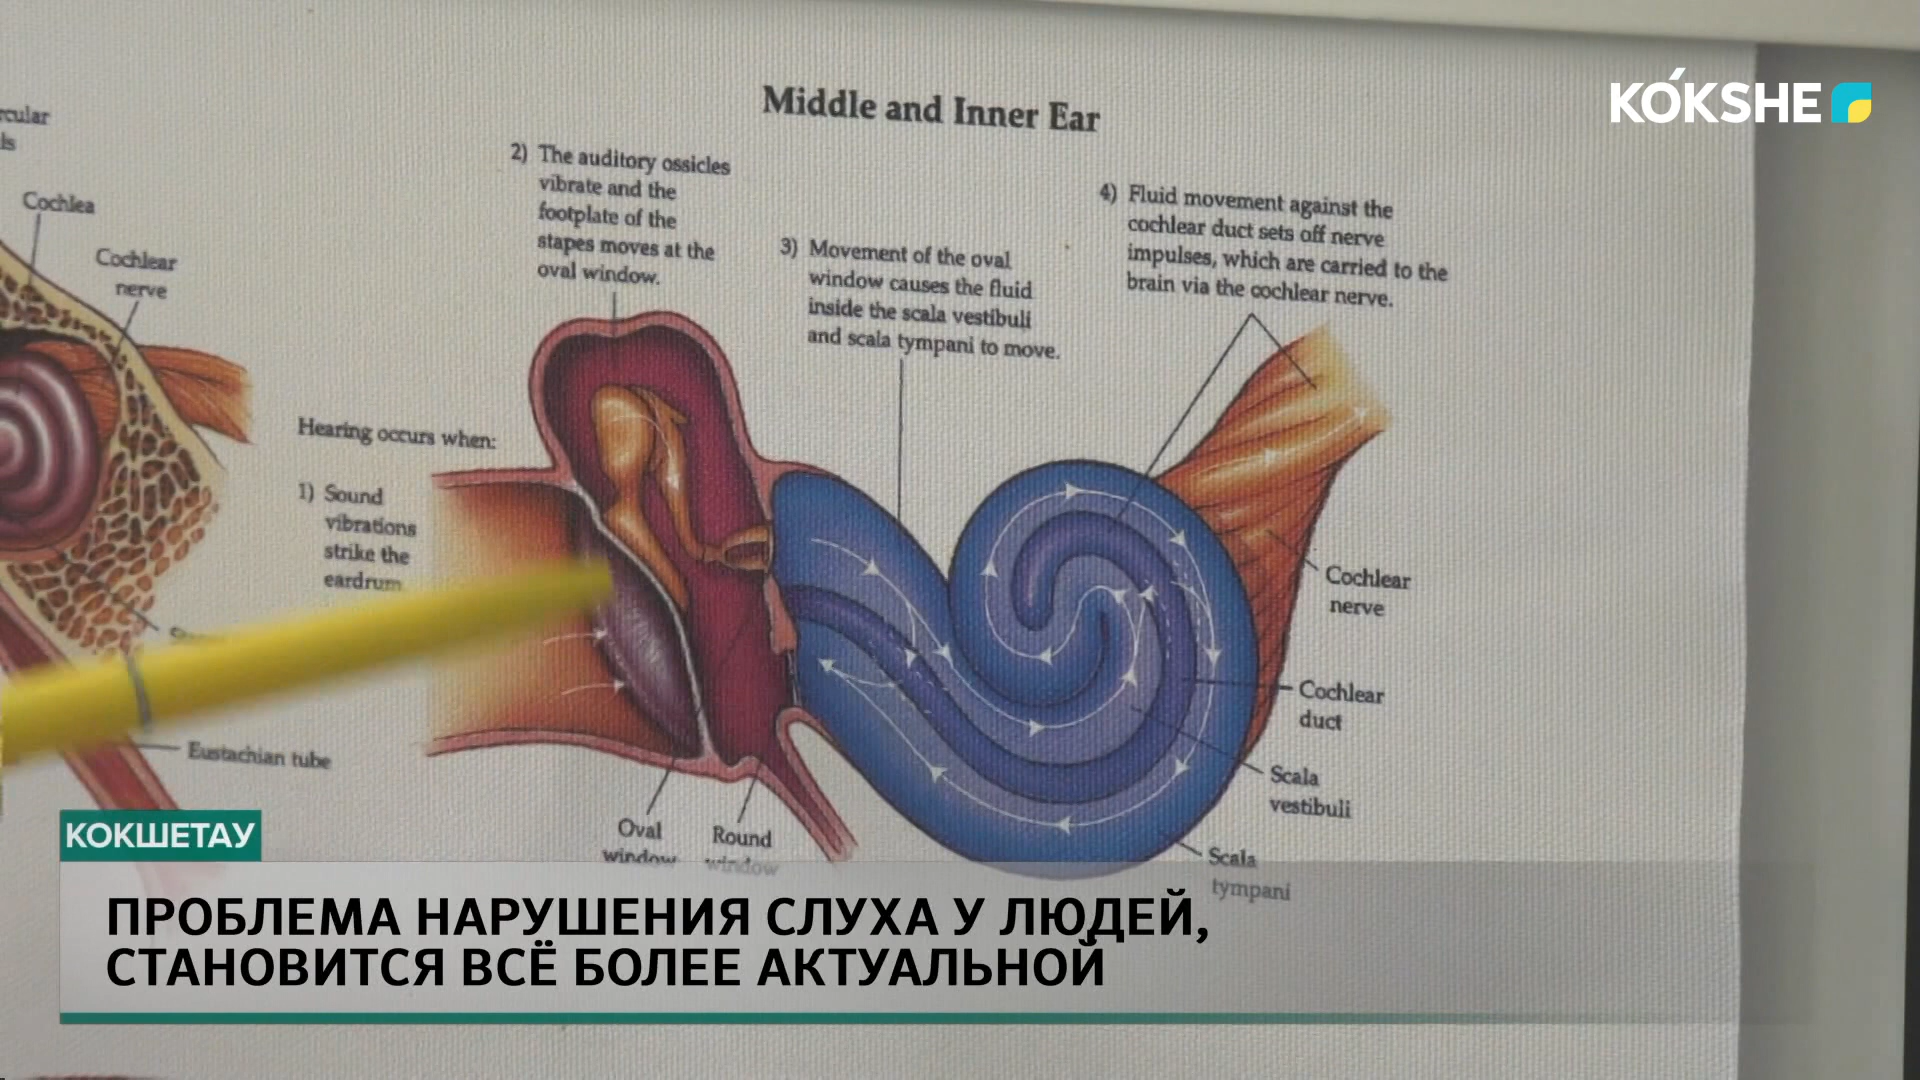 KÓKSHE
Middle and Inner Ear
Cochlea
Cochlear
nerve
2) The auditory ossicles
vibrate and the
footplate of the
stapes moves at the
oval window.
3) Movement of the oval
window causes the fluid
inside the scala vestibuli
and scala tympani to move.
4) Fluid movement against the
cochlear duct sets off nerve
impulses, which are carried to the
brain via the cochlear nerve.
Hearing occurs when:
1) Sound
vibrations
strike the
eardrum
Eustachian tube
Oval
window
Round
window
Cochlear
nerve
Cochlear
duct
Scala
vestibuli
Scala
tympani
КОКШЕТАУ
ПРОБЛЕМА НАРУШЕНИЯ СЛУХА У ЛЮДЕЙ,
СТАНОВИТСЯ ВСЁ БОЛЕЕ АКТУАЛЬНОЙ